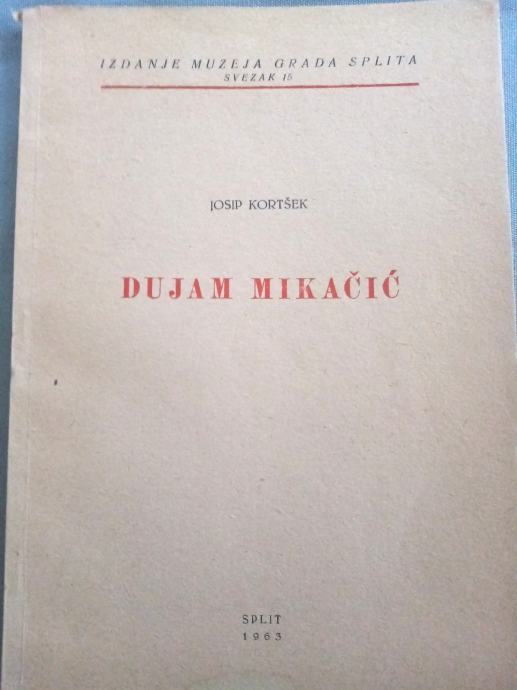 IZDANJE MUZEJA GRADA SPLITA
SVEZAK 15
JOSIP KORTŠEK
DUJAM MIKAČIĆ
SPLIT
1963